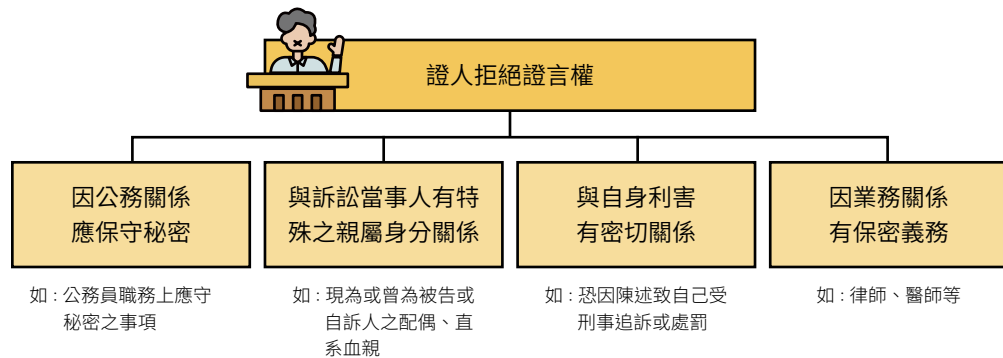 證人拒絕證言權
因公務關係
應保守秘密
如 : 公務員職務上應守
秘密之事項
與訴訟當事人有特
殊之親屬身分關係
如 : 現為或曾為被告或
自訴人之配偶、直
系血親
與自身利害
有密切關係
如 : 恐因陳述致自己受
刑事追訴或處罰
因業務關係
有保密義務
如 : 律師、醫師等